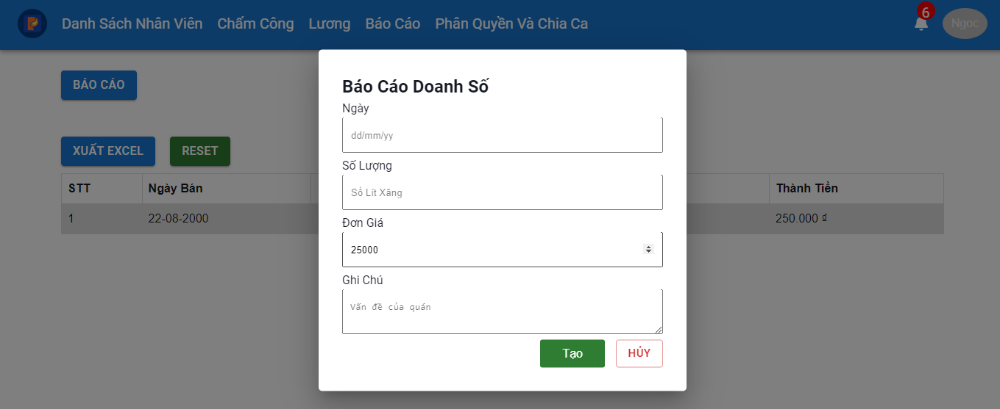 Danh Sách Nhân Viên Chấm Công Lương Báo Cáo Phân Quyền Và Chia Ca 6 Ngoc
BÁO CÁO
XUẤT EXCEL RESET
STT Ngày Bán Thành Tiền
1 22-08-2000 250.000 ₫
Báo Cáo Doanh Số
Ngày
dd/mm/yy
Số Lượng
Số Lít Xăng
Đơn Giá
25000
Ghi Chú
Vấn đề của quán
Tạo HỦY